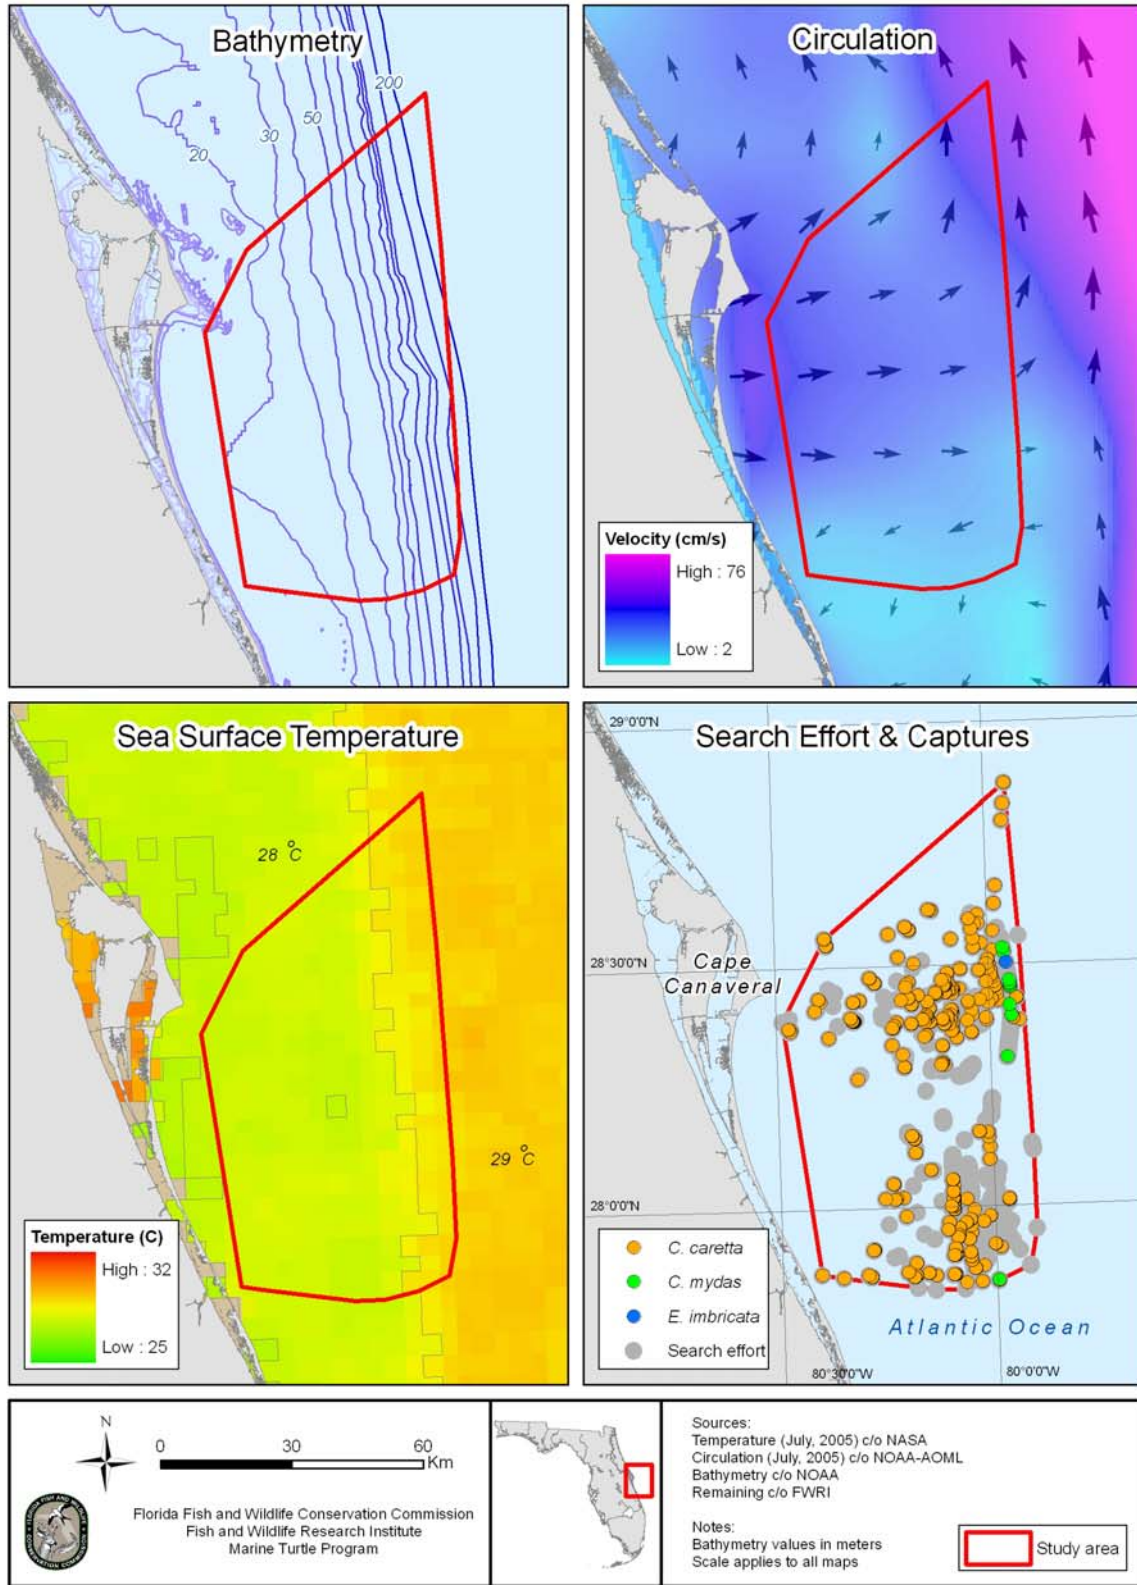 Bathymetry
200
50
30
20
Circulation
Velocity (cm/s)
High : 76
Low : 2
Sea Surface Temperature
28 °C
29 °C
Temperature (C)
High : 32
Low : 25
Search Effort & Captures
29°0'0"N
28°30'0"N
Cape
Canaveral
28°0'0"N
C. caretta
C. mydas
E. imbricata
Search effort
Atlantic Ocean
80°30'0"W
80°0'0"W
N
0 30 60
Km
Florida Fish and Wildlife Conservation Commission
Fish and Wildlife Research Institute
Marine Turtle Program
Sources:
Temperature (July, 2005) c/o NASA
Circulation (July, 2005) c/o NOAA-AOML
Bathymetry c/o NOAA
Remaining c/o FWRI
Notes:
Bathymetry values in meters
Scale applies to all maps
Study area